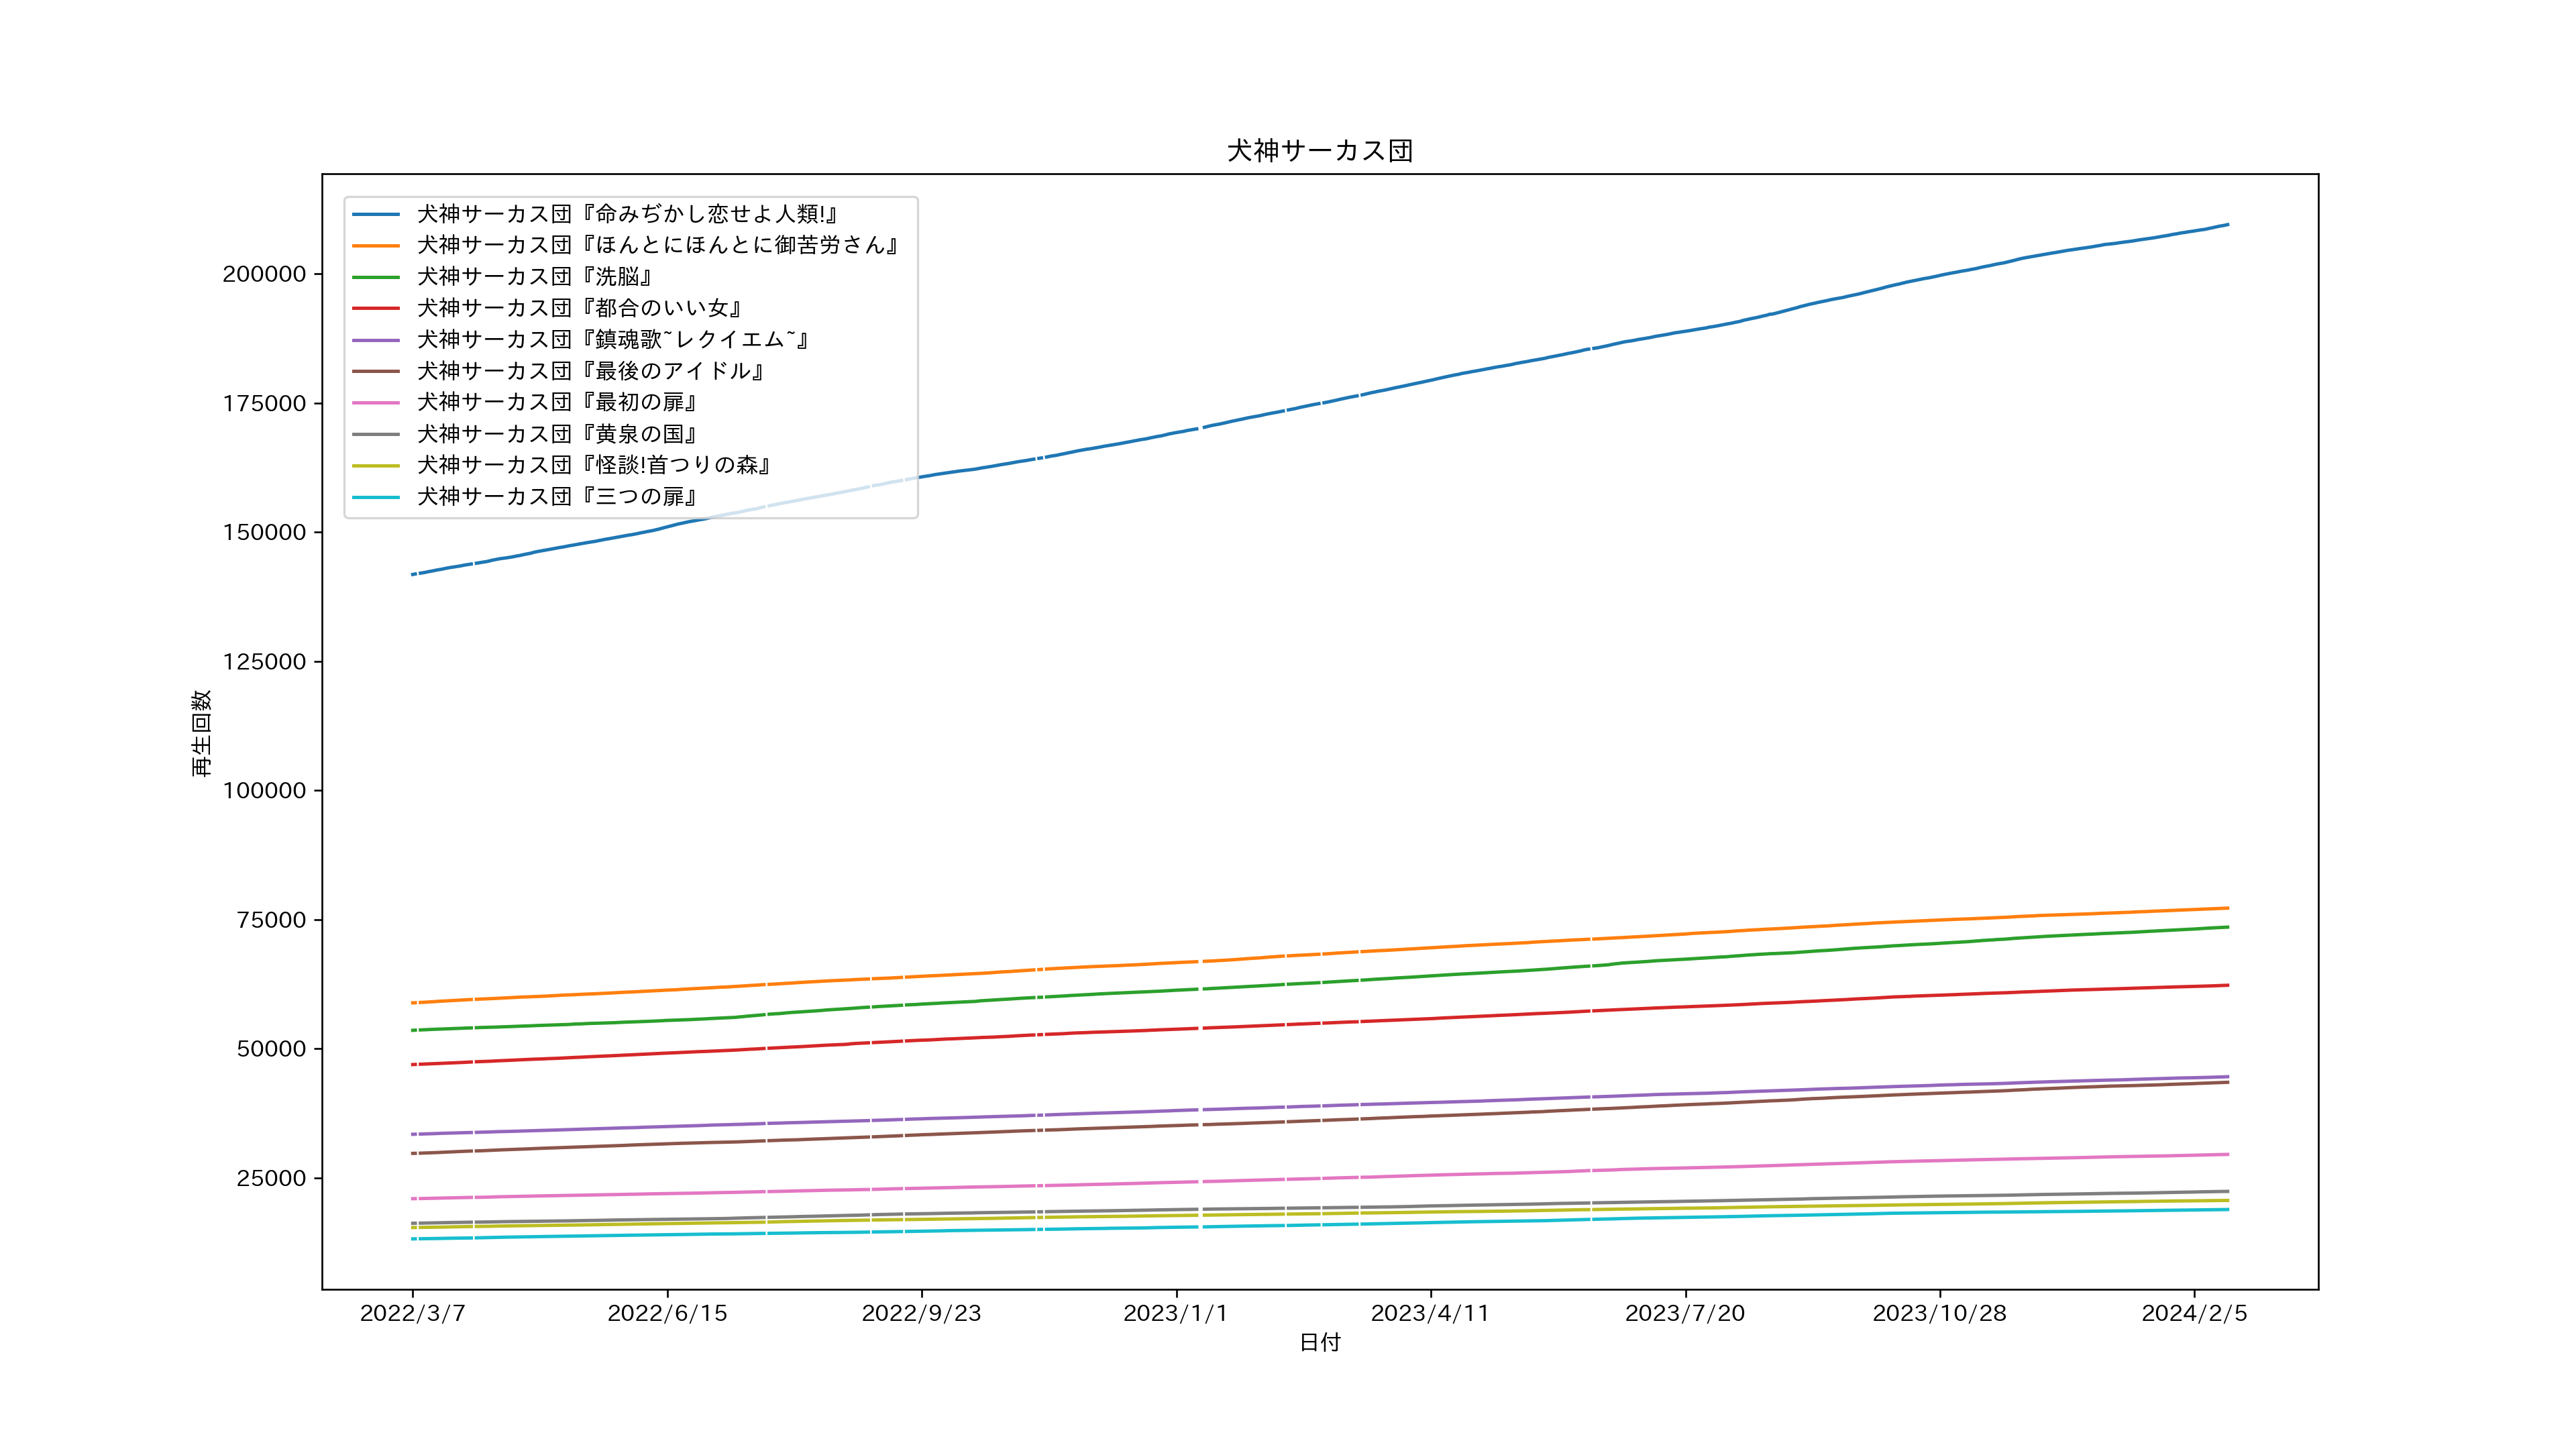 犬神サーカス団
犬神サーカス団『命みぢかし恋せよ人類!』
犬神サーカス団『ほんとにほんとに御苦労さん』
犬神サーカス団『洗脳』
犬神サーカス団『都合のいい女』
犬神サーカス団『鎮魂歌~レクイエム~』
犬神サーカス団『最後のアイドル』
犬神サーカス団『最初の扉』
犬神サーカス団『黄泉の国』
犬神サーカス団『怪談!首つりの森』
犬神サーカス団『三つの扉』
200000
175000
150000
125000
100000
75000
50000
25000
再生回数
2022/3/7 2022/6/15 2022/9/23 2023/1/1 2023/4/11 2023/7/20 2023/10/28 2024/2/5
日付